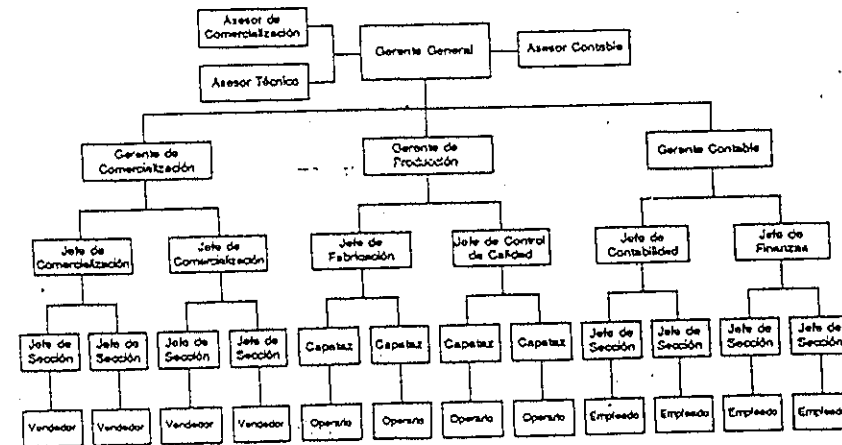 Asesor de
Comercialización
Gerente General
Asesor Contable
Asesor Técnico
Gerente de
Comercialización
Gerente de
Producción
Gerente Contable
Jefe de
Comercialización
Jefe de
Comercialización
Jefe de
Fabricación
Jefe de Control
de Calidad
Jefe de
Contabilidad
Jefe de
Finanzas
Jefe de
Sección
Jefe de
Sección
Jefe de
Sección
Jefe de
Sección
Capataz
Capataz
Capataz
Capataz
Jefe de
Sección
Jefe de
Sección
Jefe de
Sección
Jefe de
Sección
Vendedor
Vendedor
Vendedor
Vendedor
Operario
Operario
Operario
Operario
Empleado
Empleado
Empleado
Empleado